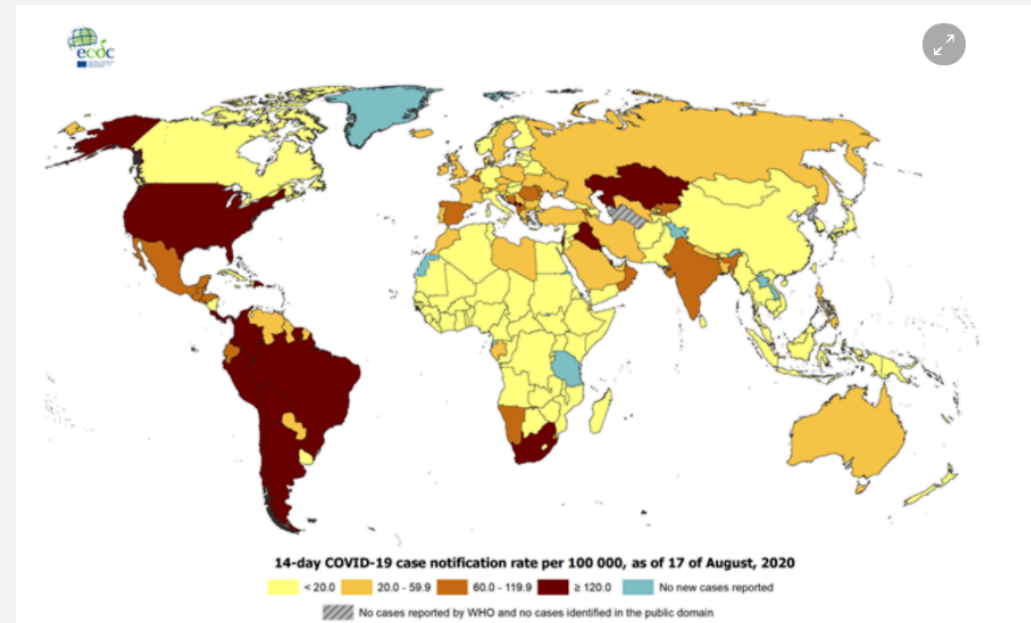 ecdc
14-day COVID-19 case notification rate per 100 000, as of 17 of August, 2020
< 20.0 20.0 - 59.9 60.0 - 119.9 ≥ 120.0 No new cases reported
No cases reported by WHO and no cases identified in the public domain